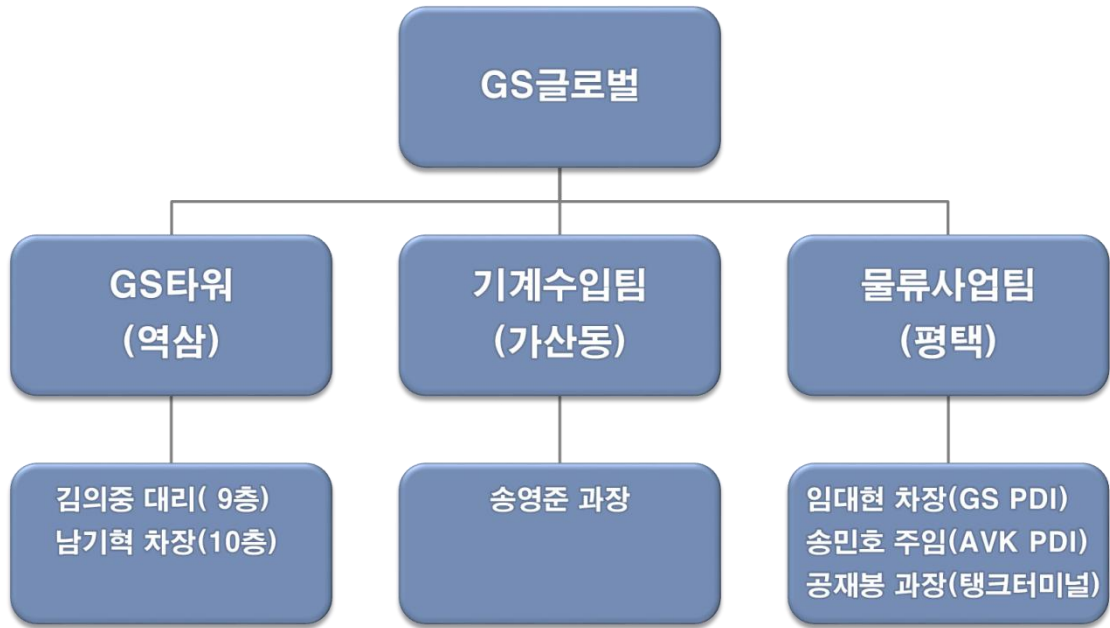 GS글로벌
GS타워
(역삼)
기계수입팀
(가산동)
물류사업팀
(평택)
김의중 대리( 9층)
남기혁 차장(10층)
송영준 과장
임대현 차장(GS PDI)
송민호 주임(AVK PDI)
공재봉 과장(탱크터미널)